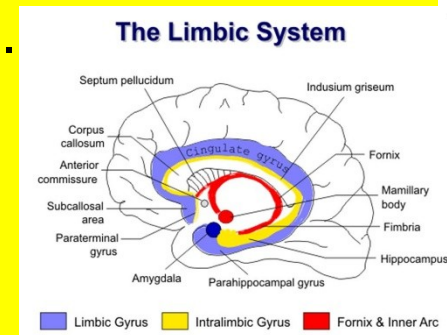 The Limbic System
Septum pellucidum
Indusium griseum
Corpus
callosum
Cingulate gyrus
Fornix
Anterior
commissure
Mamillary
body
Subcallosal
area
Fimbria
Paraterminal
gyrus
Hippocampus
Amygdala
Parahippocampal gyrus
Limbic Gyrus
Intralimbic Gyrus
Fornix & Inner Arc